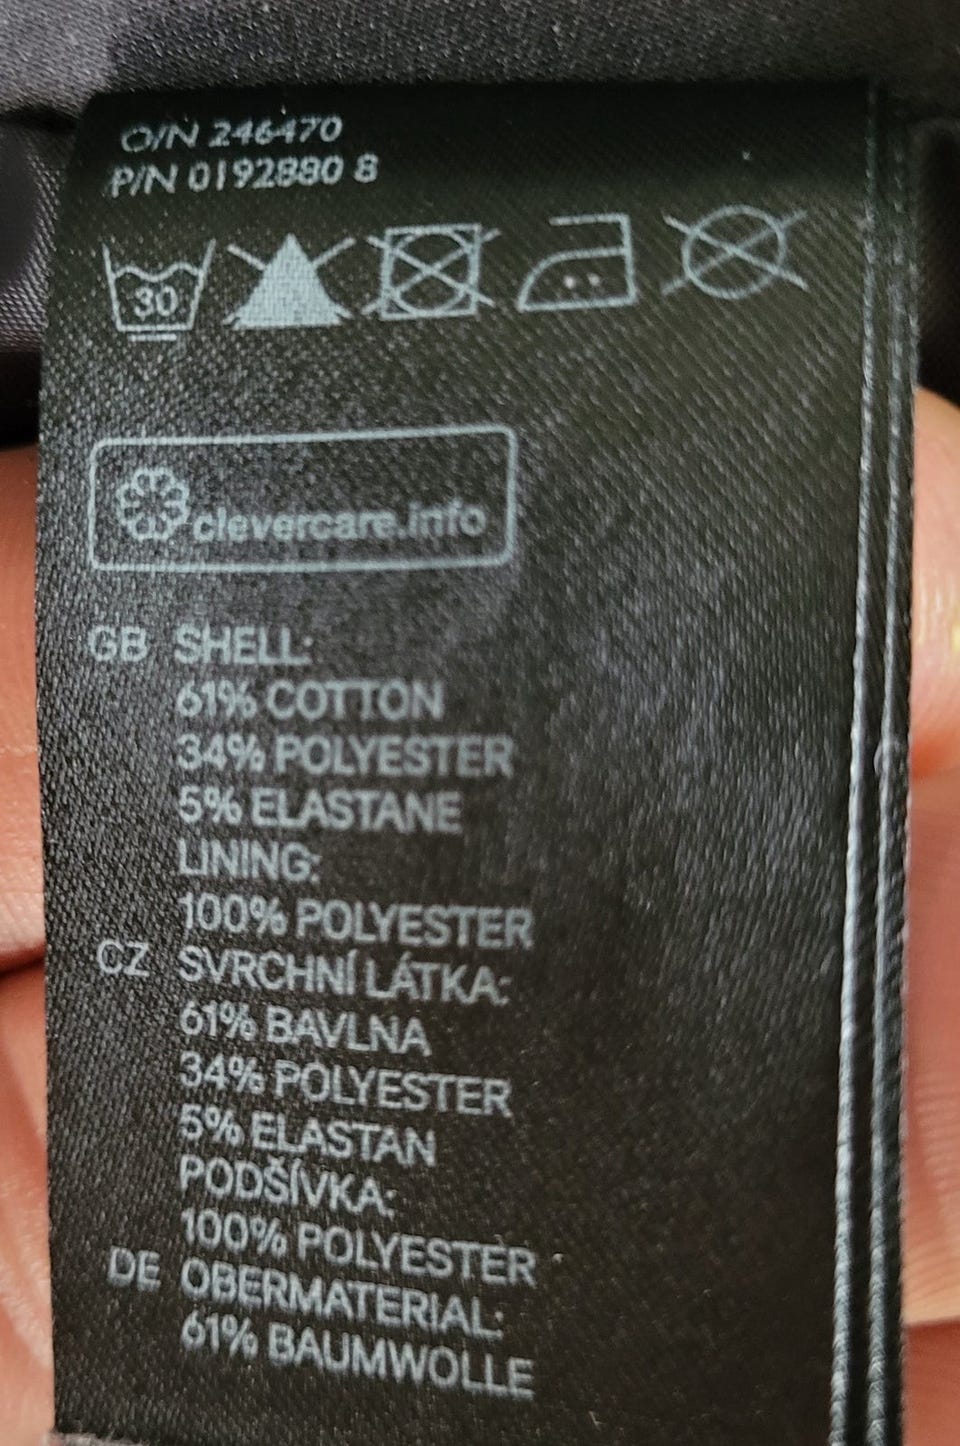 O/N 246470
P/N 0192880 8
30
clevercare.info
GB SHELL:
61% COTTON
34% POLYESTER
5% ELASTANE
LINING:
100% POLYESTER
CZ SVRCHNÍ LÁTKA:
61% BAVLNA
34% POLYESTER
5% ELASTAN
PODŠÍVKA:
100% POLYESTER
DE OBERMATERIAL:
61% BAUMWOLLE